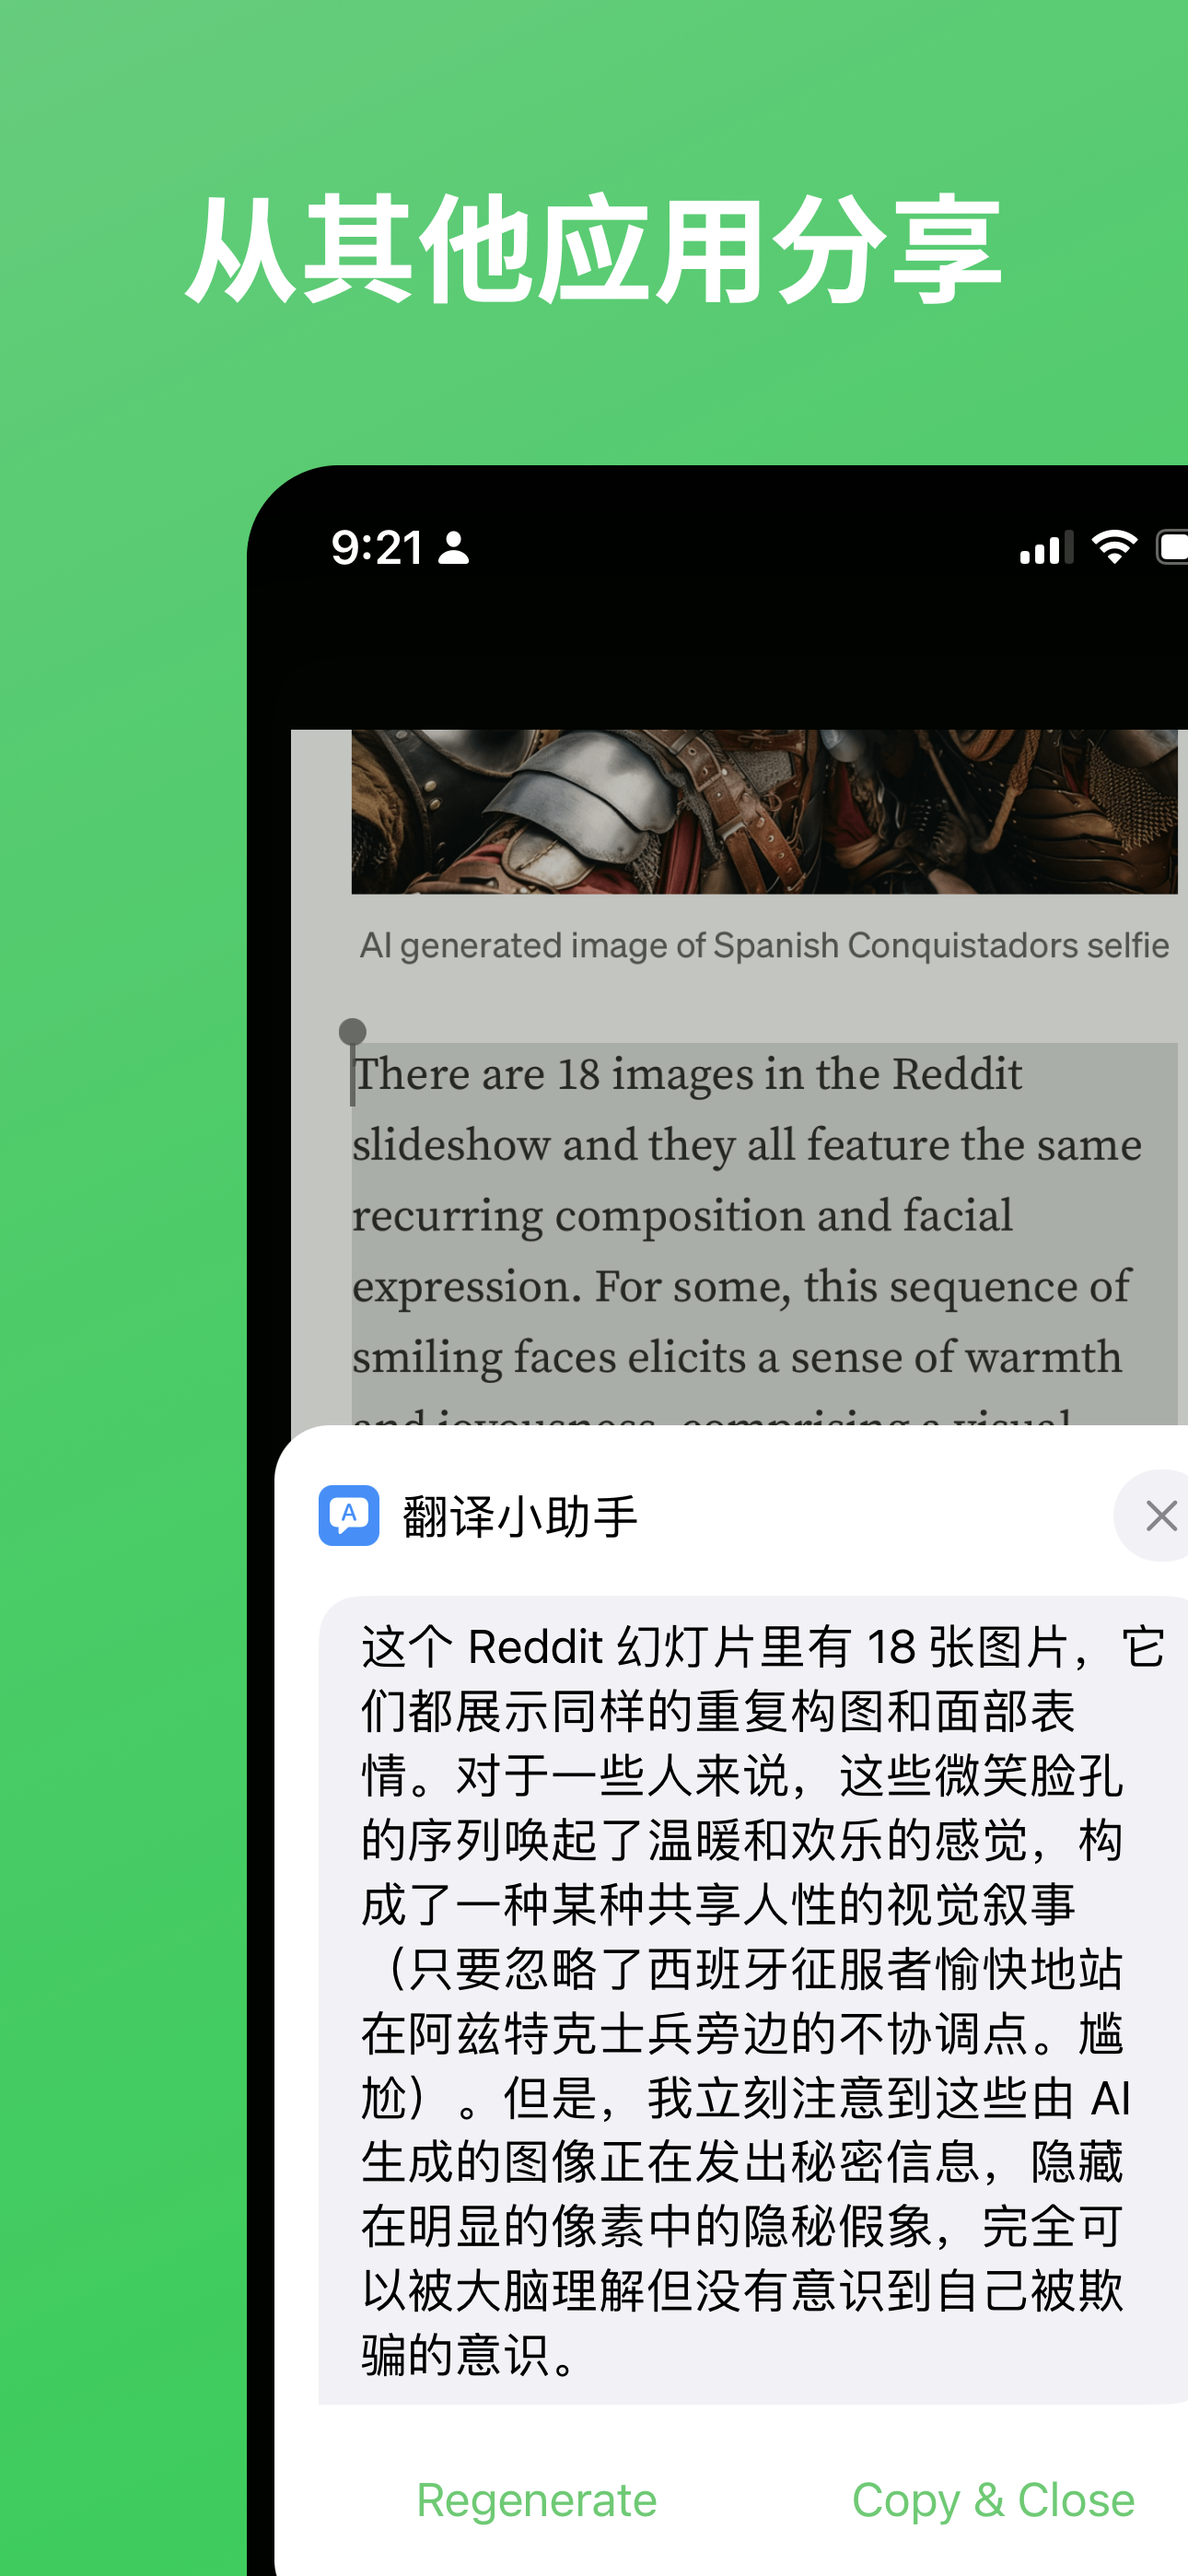 从其他应用分享
9:21
AI generated image of Spanish Conquistadors selfie
There are 18 images in the Reddit
slideshow and they all feature the same
recurring composition and facial
expression. For some, this sequence of
smiling faces elicits a sense of warmth
and joyousness, comprising a visual
A
翻译小助手
这个 Reddit 幻灯片里有 18 张图片，它
们都展示同样的重复构图和面部表
情。对于一些人来说，这些微笑脸孔
的序列唤起了温暖和欢乐的感觉，构
成了一种某种共享人性的视觉叙事
（只要忽略了西班牙征服者愉快地站
在阿兹特克士兵旁边的不协调点。尴
尬）。但是，我立刻注意到这些由 AI
生成的图像正在发出秘密信息，隐藏
在明显的像素中的隐秘假象，完全可
以被大脑理解但没有意识到自己被欺
骗的意识。
Regenerate
Copy & Close